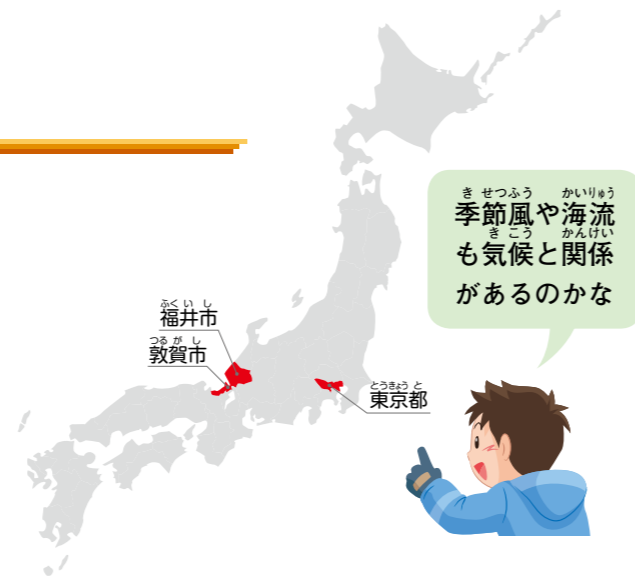 季節風や海流
も気候と関係
があるのかな
きせつふう かいりゅう
きこう かんけい
福井市
ふくいし
敦賀市
つるがし
東京都
とうきょうと